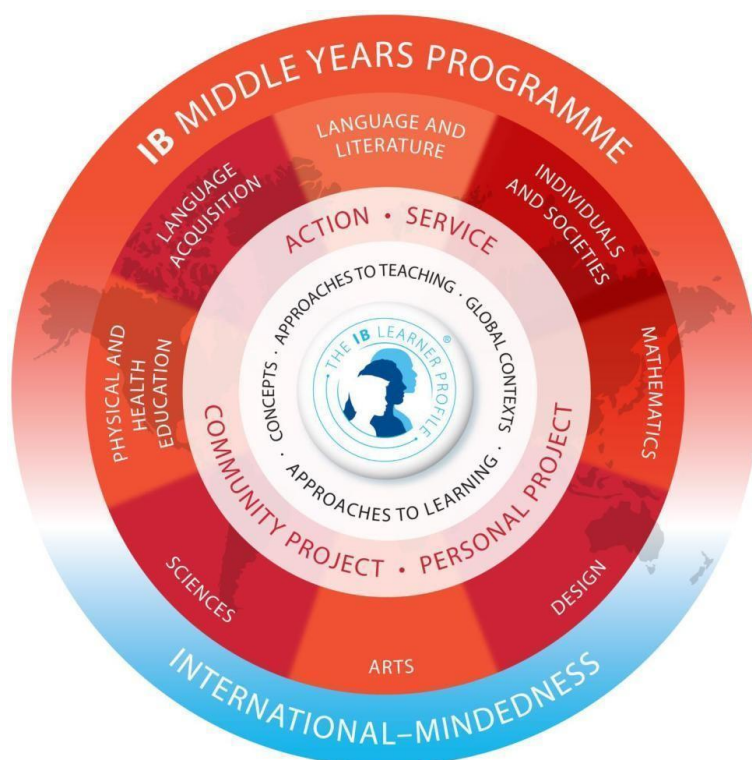 IB MIDDLE YEARS PROGRAMME
LANGUAGE AND
LITERATURE
INDIVIDUALS
AND SOCIETIES
MATHEMATICS
DESIGN
ARTS
SCIENCES
PHYSICAL AND
HEALTH
EDUCATION
LANGUAGE
ACQUISITION
ACTION • SERVICE
PERSONAL PROJECT
•
COMMUNITY PROJECT
APPROACHES TO TEACHING · GLOBAL CONTEXTS · APPROACHES TO LEARNING · CONCEPTS ·
• THE IB LEARNER PROFILE •
®
INTERNATIONAL–MINDEDNESS